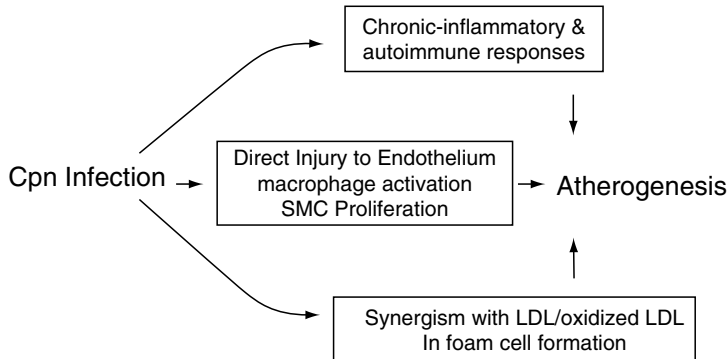 Chronic-inflammatory &
autoimmune responses
Cpn Infection
Direct Injury to Endothelium
macrophage activation
SMC Proliferation
Atherogenesis
Synergism with LDL/oxidized LDL
In foam cell formation